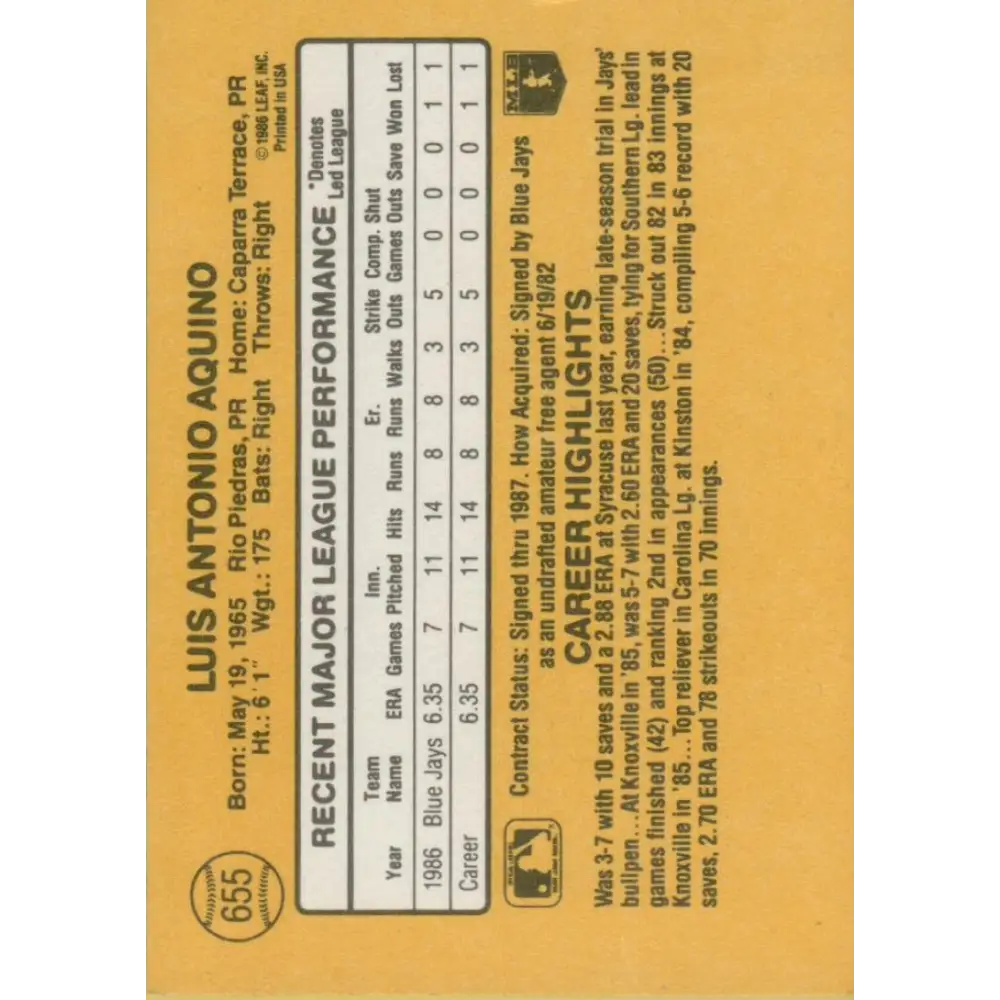 655
LUIS ANTONIO AQUINO
Born: May 19, 1965 Rio Piedras, PR Home: Caparra Terrace, PR
Ht.: 6'1" Wgt.: 175 Bats: Right Throws: Right
© 1986 LEAF, INC.
Printed in USA
RECENT MAJOR LEAGUE PERFORMANCE
*Denotes
Led League
Team Inn. Er. Strike Comp. Shut
Year Name ERA Games Pitched Hits Runs Runs Walks Outs Games Outs Save Won Lost
1986 Blue Jays 6.35 7 11 14 8 8 3 5 0 0 0 1 1
Career 6.35 7 11 14 8 8 3 5 0 0 0 1 1
Contract Status: Signed thru 1987. How Acquired: Signed by Blue Jays
as an undrafted amateur free agent 6/19/82
MLB
CAREER HIGHLIGHTS
Was 3-7 with 10 saves and a 2.88 ERA at Syracuse last year, earning late-season trial in Jays'
bullpen...At Knoxville in '85, was 5-7 with 2.60 ERA and 20 saves, tying for Southern Lg. lead in
games finished (42) and ranking 2nd in appearances (50)...Struck out 82 in 83 innings at
Knoxville in '85...Top reliever in Carolina Lg. at Kinston in '84, compiling 5-6 record with 20
saves, 2.70 ERA and 78 strikeouts in 70 innings.